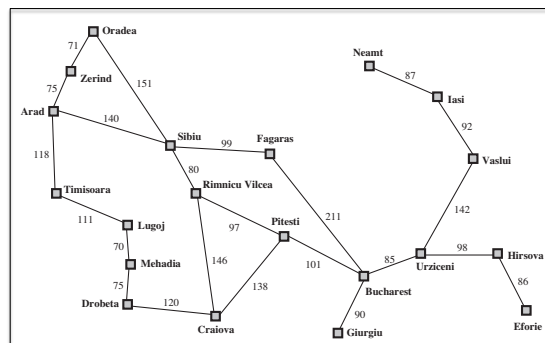 Oradea
71
Neamt
Zerind
87
151
75
Iasi
Arad
140
92
Sibiu
Fagaras
99
118
Vaslui
80
Timisoara
Rimnicu Vilcea
111
Lugoj
97
Pitesti
211
142
70
98
Hirsova
Mehadia
146
101
85
Urziceni
75
138
86
Bucharest
Drobeta
120
90
Craiova
Giurgiu
Eforie